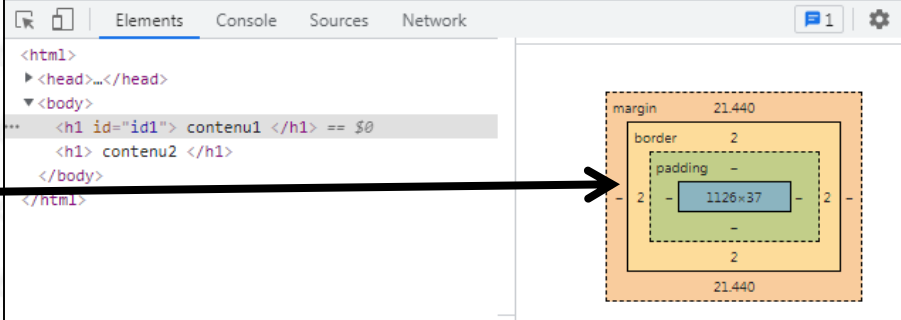 Elements Console Sources Network 1
<html>
▶<head>…</head>
▼<body>
… <h1 id="id1"> contenu1 </h1> == $0
<h1> contenu2 </h1>
</body>
</html>
margin 21.440
border 2
padding –
– 2 – 1126×37 – 2 –
–
2
21.440